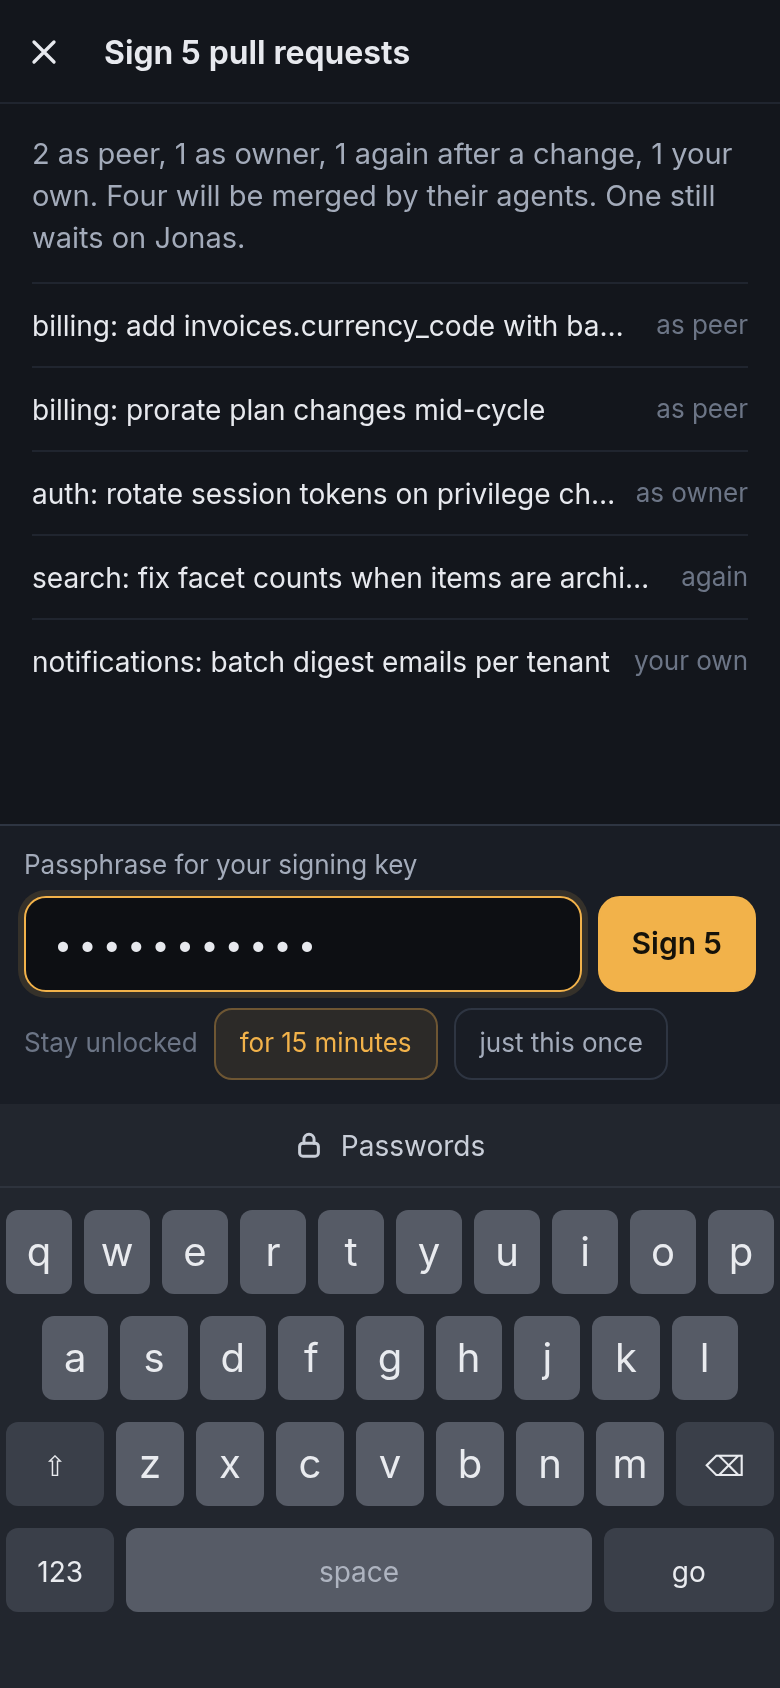 Sign 5 pull requests
2 as peer, 1 as owner, 1 again after a change, 1 your
own. Four will be merged by their agents. One still
waits on Jonas.
billing: add invoices.currency_code with ba... as peer
billing: prorate plan changes mid-cycle as peer
auth: rotate session tokens on privilege ch... as owner
search: fix facet counts when items are archi... again
notifications: batch digest emails per tenant your own
Passphrase for your signing key
••••••••••• Sign 5
Stay unlocked for 15 minutes just this once
Passwords
q w e r t y u i o p
a s d f g h j k l
⇧ z x c v b n m ⌫
123 space go